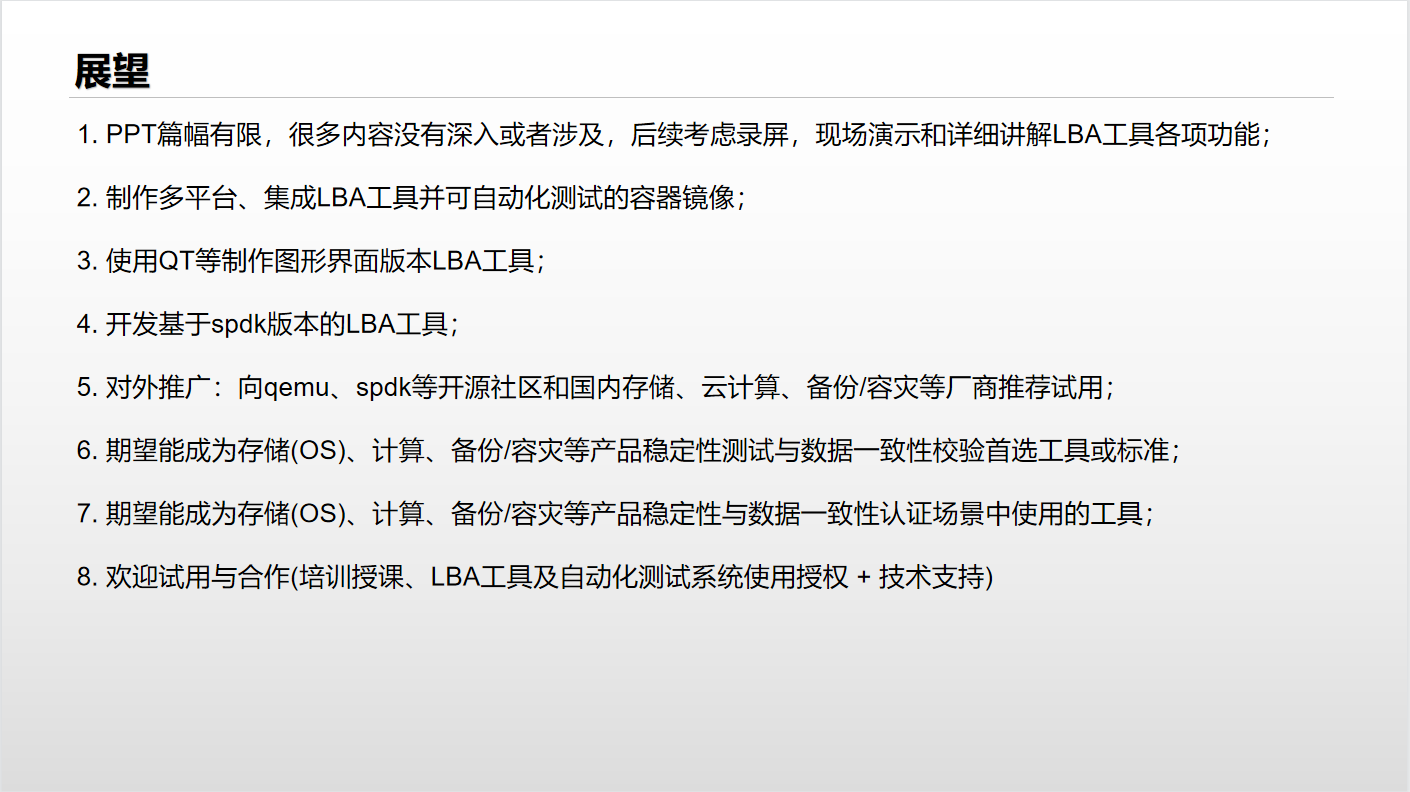 展望
1. PPT篇幅有限，很多内容没有深入或者涉及，后续考虑录屏，现场演示和详细讲解LBA工具各项功能；
2. 制作多平台、集成LBA工具并可自动化测试的容器镜像；
3. 使用QT等制作图形界面版本LBA工具；
4. 开发基于spdk版本的LBA工具；
5. 对外推广：向qemu、spdk等开源社区和国内存储、云计算、备份/容灾等厂商推荐试用；
6. 期望能成为存储(OS)、计算、备份/容灾等产品稳定性测试与数据一致性校验首选工具或标准；
7. 期望能成为存储(OS)、计算、备份/容灾等产品稳定性与数据一致性认证场景中使用的工具；
8. 欢迎试用与合作(培训授课、LBA工具及自动化测试系统使用授权 + 技术支持)